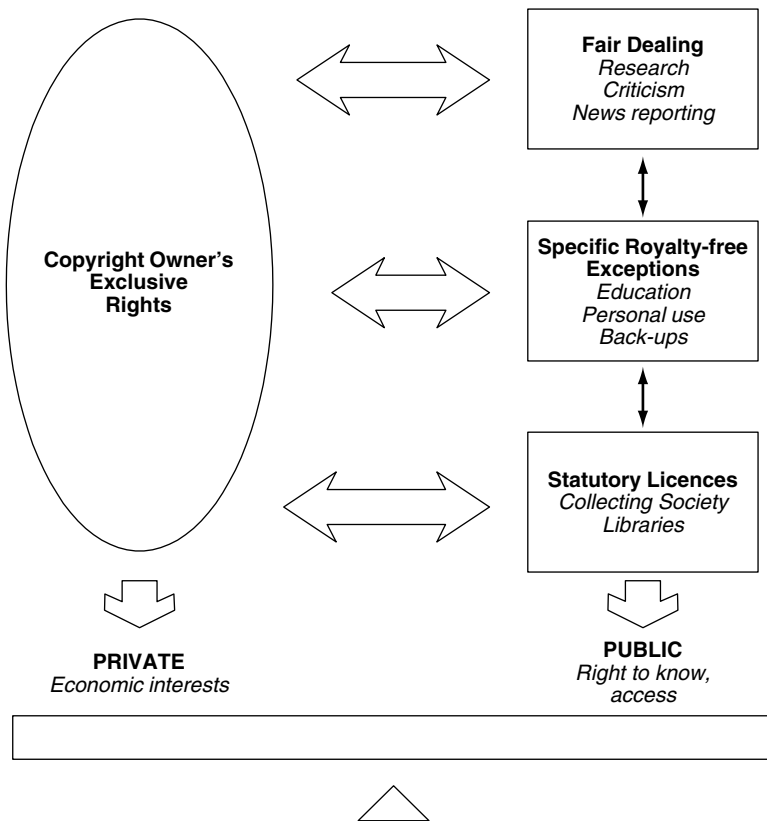 Copyright Owner's
Exclusive
Rights
Fair Dealing
Research
Criticism
News reporting
Specific Royalty-free
Exceptions
Education
Personal use
Back-ups
Statutory Licences
Collecting Society
Libraries
PRIVATE
Economic interests
PUBLIC
Right to know,
access